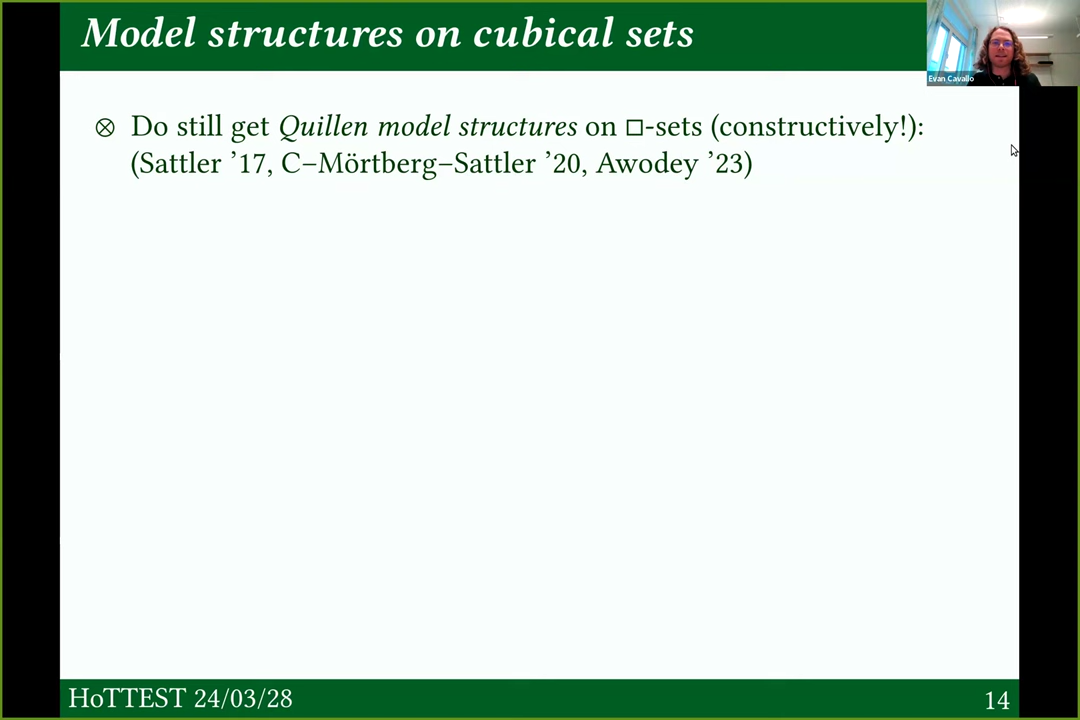 Model structures on cubical sets
Evan Cavallo
⊗ Do still get Quillen model structures on □-sets (constructively!):
(Sattler ’17, C–Mörtberg–Sattler ’20, Awodey ’23)
HoTTEST 24/03/28
14